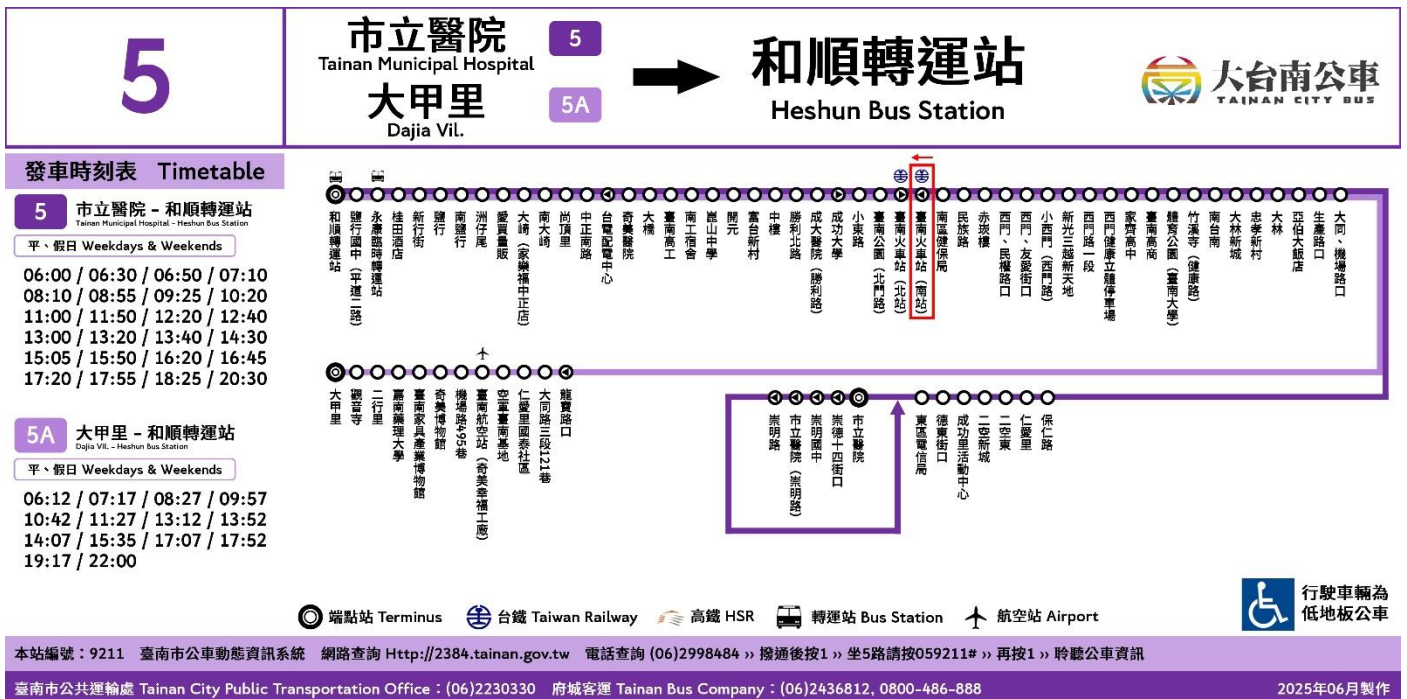 5
市立醫院
Tainan Municipal Hospital
5
大甲里
Dajia Vil.
5A
和順轉運站
Heshun Bus Station
大台南公車
TAINAN CITY BUS
發車時刻表 Timetable
5 市立醫院 – 和順轉運站
Tainan Municipal Hospital – Heshun Bus Station
平、假日 Weekdays & Weekends
06:00 / 06:30 / 06:50 / 07:10
08:10 / 08:55 / 09:25 / 10:20
11:00 / 11:50 / 12:20 / 12:40
13:00 / 13:20 / 13:40 / 14:30
15:05 / 15:50 / 16:20 / 16:45
17:20 / 17:55 / 18:25 / 20:30
5A 大甲里 – 和順轉運站
Dajia Vil. – Heshun Bus Station
平、假日 Weekdays & Weekends
06:12 / 07:17 / 08:27 / 09:57
10:42 / 11:27 / 13:12 / 13:52
14:07 / 15:35 / 17:07 / 17:52
19:17 / 22:00
和順轉運站
鹽行國中（平道二路）
永康臨時轉運站
桂田酒店
新行街
鹽行
南鹽行
洲仔尾
愛買量販
大崎（家樂福中正店）
南大崎
尚頂里
中正南路
台電配電中心
奇美醫院
大橋
臺南高工
南工宿舍
崑山中學
開元
富台新村
中樓
勝利北路
成大醫院（勝利路）
成功大學
小東路
臺南公園（北門路）
臺南火車站（北站）
臺南火車站（南站）
南區健保局
民族路
赤崁樓
西門、民權路口
西門、友愛街口
小西門（西門路）
新光三越新天地
西門路一段
西門健康立體停車場
家齊高中
臺南高商
體育公園（臺南大學）
竹溪寺（健康路）
南台南
大林新城
忠孝新村
大林
亞伯大飯店
生產路口
大同、機場路口
大甲里
觀音寺
二行里
嘉南藥理大學
臺南家具產業博物館
奇美博物館
機場路495巷
臺南航空站（奇美幸福工廠）
空軍臺南基地
仁愛里國泰社區
大同路三段121巷
龍寶路口
崇明路
市立醫院（崇明路）
崇明國中
崇德十四街口
市立醫院
東區電信局
德東街口
成功里活動中心
二空新城
二空東
仁愛里
保仁路
端點站 Terminus
台鐵 Taiwan Railway
高鐵 HSR
轉運站 Bus Station
航空站 Airport
行駛車輛為
低地板公車
本站編號：9211 臺南市公車動態資訊系統 網路查詢 Http://2384.tainan.gov.tw 電話查詢 (06)2998484 ›› 撥通後按1 ›› 坐5路請按059211# ›› 再按1 ›› 聆聽公車資訊
臺南市公共運輸處 Tainan City Public Transportation Office：(06)2230330 府城客運 Tainan Bus Company：(06)2436812, 0800-486-888 2025年06月製作